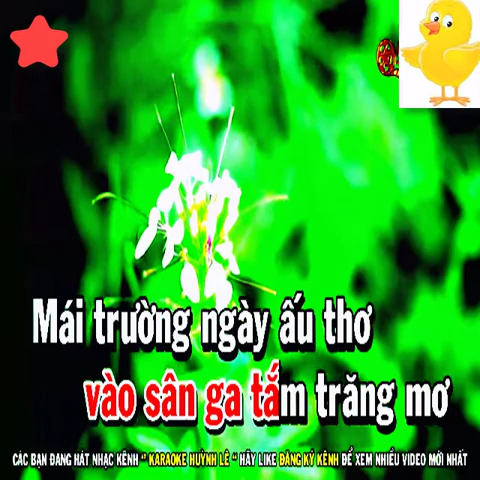 Mái trường ngày ấu thơ
vào sân ga tắm trăng mơ
CÁC BẠN ĐANG HÁT NHẠC KÊNH " KARAOKE HUỲNH LÊ " HÃY LIKE ĐĂNG KÝ KÊNH ĐỂ XEM NHIỀU VIDEO MỚI NHẤT